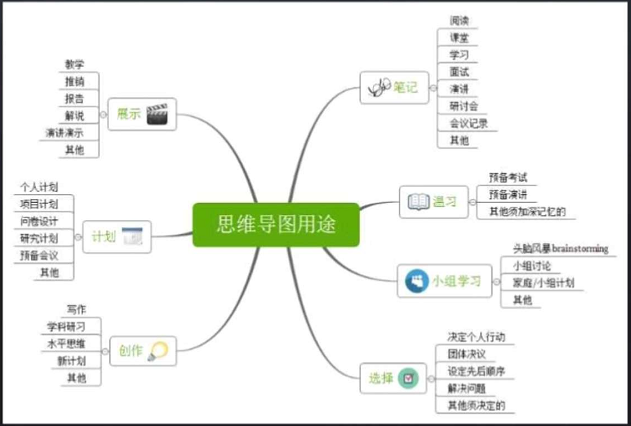 思维导图用途
笔记
阅读
课堂
学习
面试
演讲
研讨会
会议记录
其他
温习
预备考试
预备演讲
其他须加深记忆的
小组学习
头脑风暴brainstorming
小组讨论
家庭/小组计划
其他
选择
决定个人行动
团体决议
设定先后顺序
解决问题
其他须决定的
展示
教学
推销
报告
解说
演讲演示
其他
计划
个人计划
项目计划
问卷设计
研究计划
预备会议
其他
创作
写作
学科研习
水平思维
新计划
其他